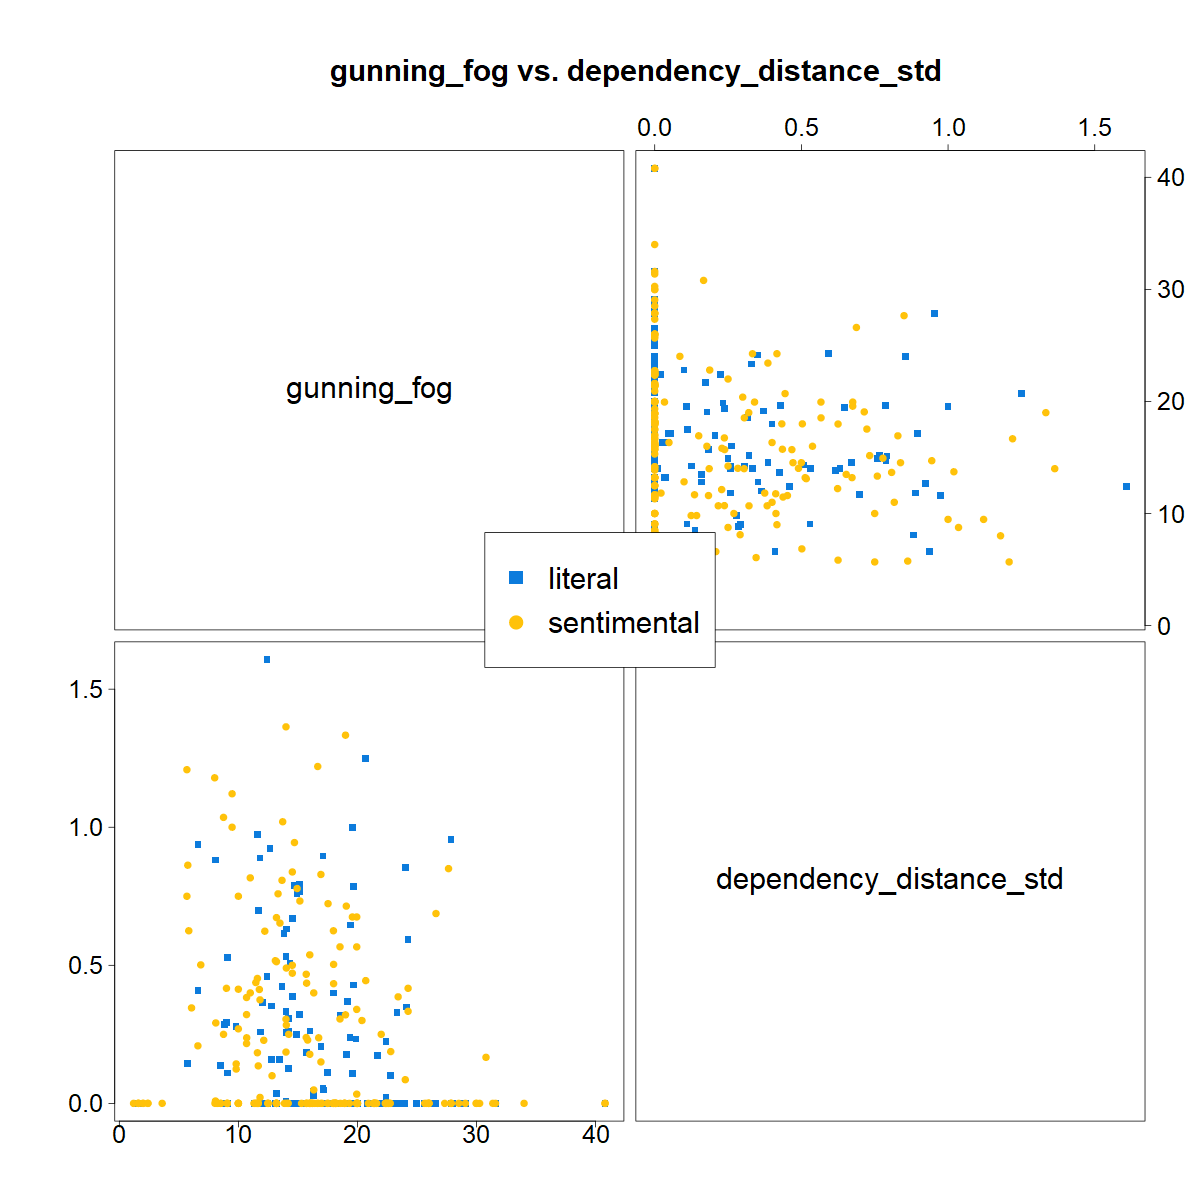 gunning_fog vs. dependency_distance_std
0.0 0.5 1.0 1.5
40
30
gunning_fog
20
10
literal
sentimental
0
1.5
1.0
dependency_distance_std
0.5
0.0
0 10 20 30 40